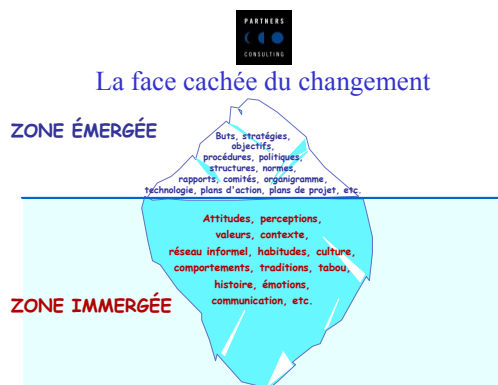 PARTNERS
CONSULTING
La face cachée du changement
ZONE ÉMERGÉE
Buts, stratégies,
objectifs,
procédures, politiques,
structures, normes,
rapports, comités, organigramme,
technologie, plans d'action, plans de projet, etc.
Attitudes, perceptions,
valeurs, contexte,
réseau informel, habitudes, culture,
comportements, traditions, tabou,
histoire, émotions,
communication, etc.
ZONE IMMERGÉE